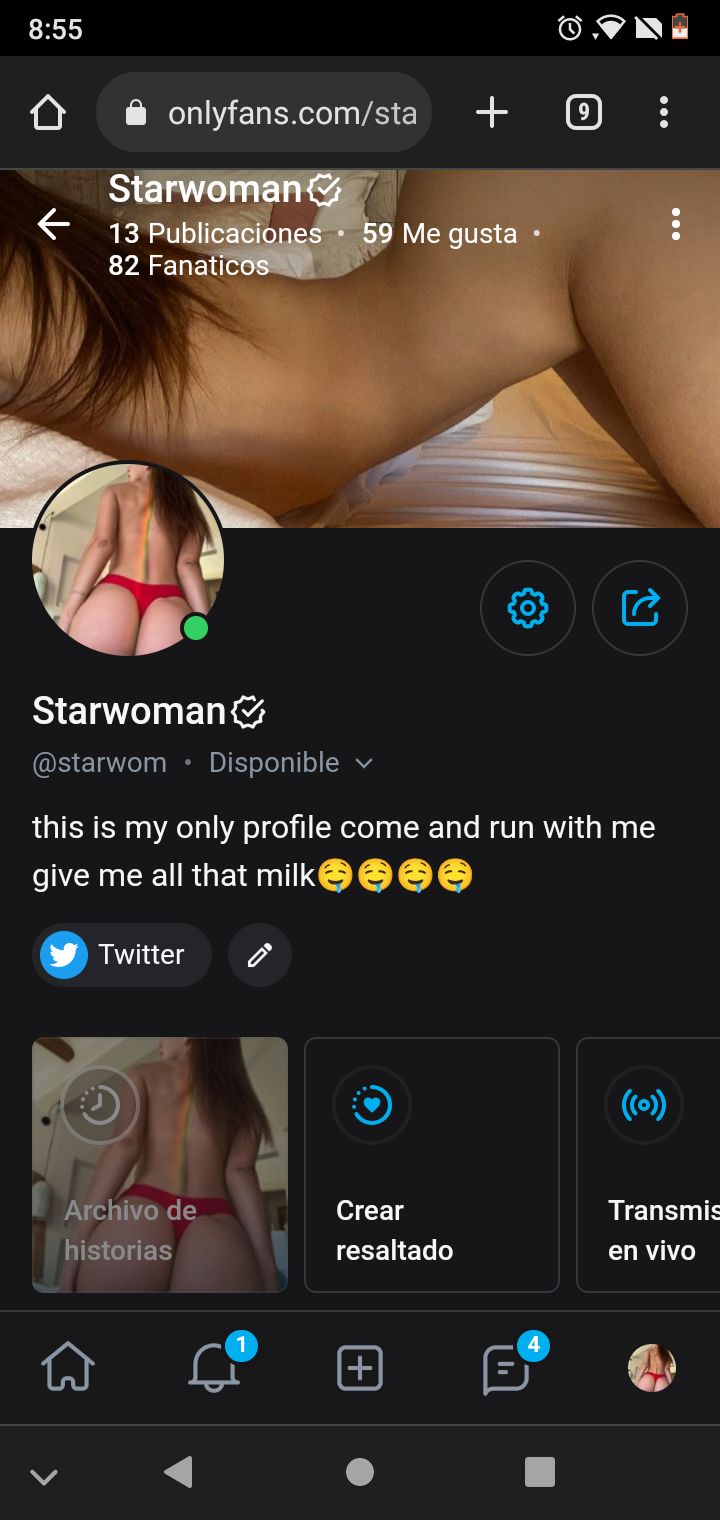 8:55
onlyfans.com/sta
9
Starwoman
13 Publicaciones • 59 Me gusta •
82 Fanaticos
Starwoman
@starwom • Disponible
this is my only profile come and run with me
give me all that milk🤤🤤🤤🤤
Twitter
Archivo de
historias
Crear
resaltado
Transmis
en vivo
1
4